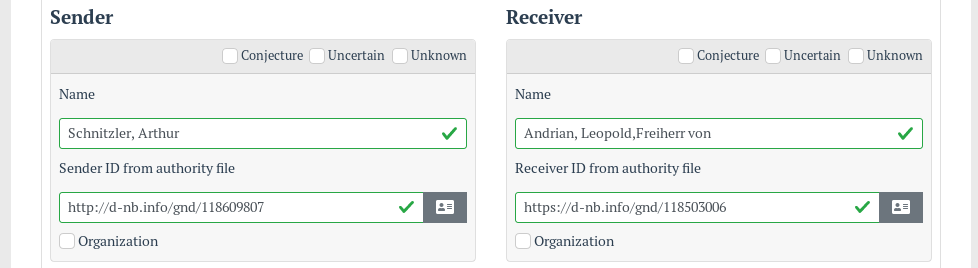 Sender
Conjecture Uncertain Unknown
Name
Schnitzler, Arthur
Sender ID from authority file
http://d-nb.info/gnd/118609807
Organization
Receiver
Conjecture Uncertain Unknown
Name
Andrian, Leopold,Freiherr von
Receiver ID from authority file
https://d-nb.info/gnd/118503006
Organization